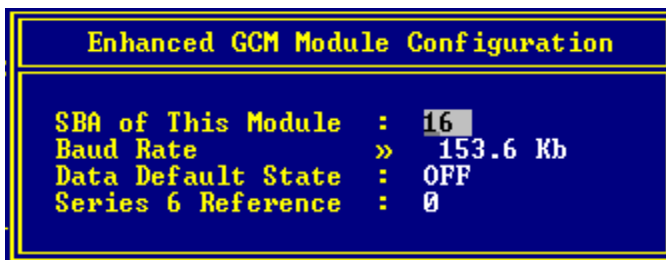 Enhanced GCM Module Configuration
SBA of This Module : 16
Baud Rate » 153.6 Kb
Data Default State : OFF
Series 6 Reference : 0